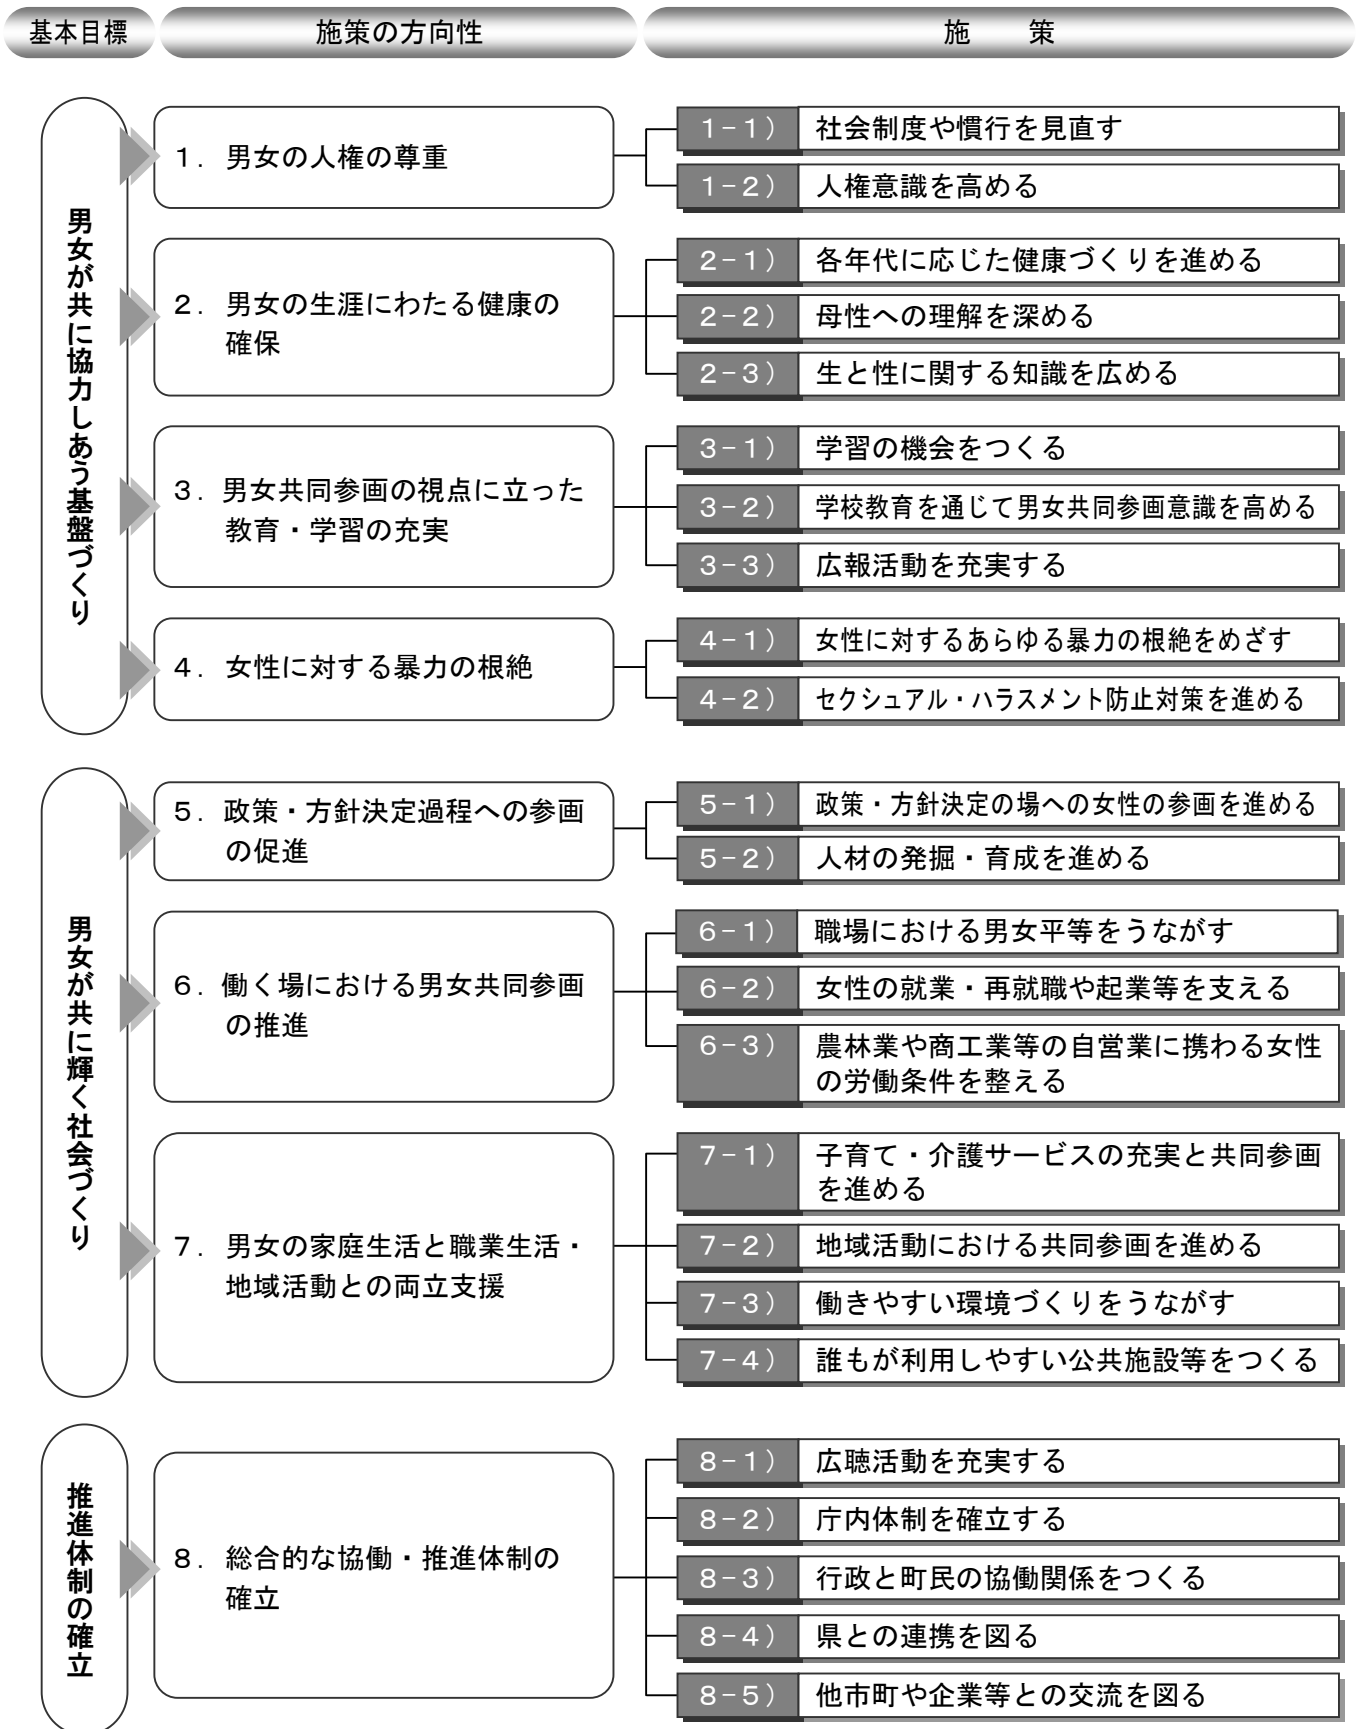 基本目標
施策の方向性
施　　策
男女が共に協力しあう基盤づくり
１．男女の人権の尊重
１−１） 社会制度や慣行を見直す
１−２） 人権意識を高める
２．男女の生涯にわたる健康の
確保
２−１） 各年代に応じた健康づくりを進める
２−２） 母性への理解を深める
２−３） 生と性に関する知識を広める
３．男女共同参画の視点に立った
教育・学習の充実
３−１） 学習の機会をつくる
３−２） 学校教育を通じて男女共同参画意識を高める
３−３） 広報活動を充実する
４．女性に対する暴力の根絶
４−１） 女性に対するあらゆる暴力の根絶をめざす
４−２） セクシュアル・ハラスメント防止対策を進める
男女が共に輝く社会づくり
５．政策・方針決定過程への参画
の促進
５−１） 政策・方針決定の場への女性の参画を進める
５−２） 人材の発掘・育成を進める
６．働く場における男女共同参画
の推進
６−１） 職場における男女平等をうながす
６−２） 女性の就業・再就職や起業等を支える
６−３） 農林業や商工業等の自営業に携わる女性
の労働条件を整える
７．男女の家庭生活と職業生活・
地域活動との両立支援
７−１） 子育て・介護サービスの充実と共同参画
を進める
７−２） 地域活動における共同参画を進める
７−３） 働きやすい環境づくりをうながす
７−４） 誰もが利用しやすい公共施設等をつくる
推進体制の確立
８．総合的な協働・推進体制の
確立
８−１） 広聴活動を充実する
８−２） 庁内体制を確立する
８−３） 行政と町民の協働関係をつくる
８−４） 県との連携を図る
８−５） 他市町や企業等との交流を図る